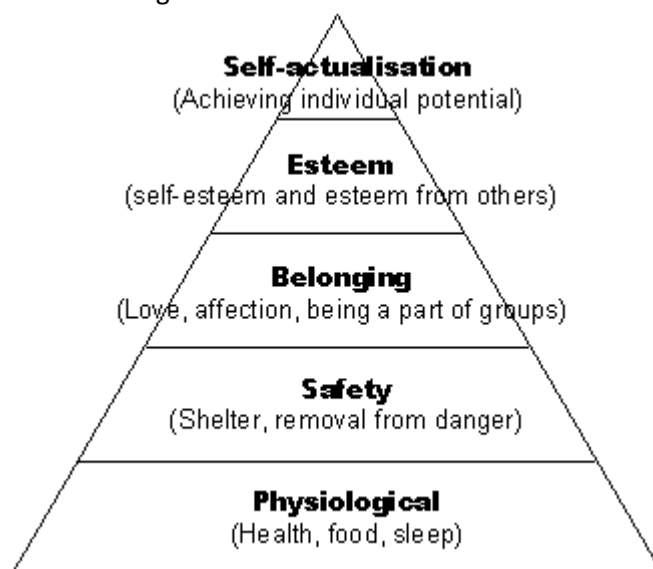 Self-actualisation
(Achieving individual potential)
Esteem
(self-esteem and esteem from others)
Belonging
(Love, affection, being a part of groups)
Safety
(Shelter, removal from danger)
Physiological
(Health, food, sleep)